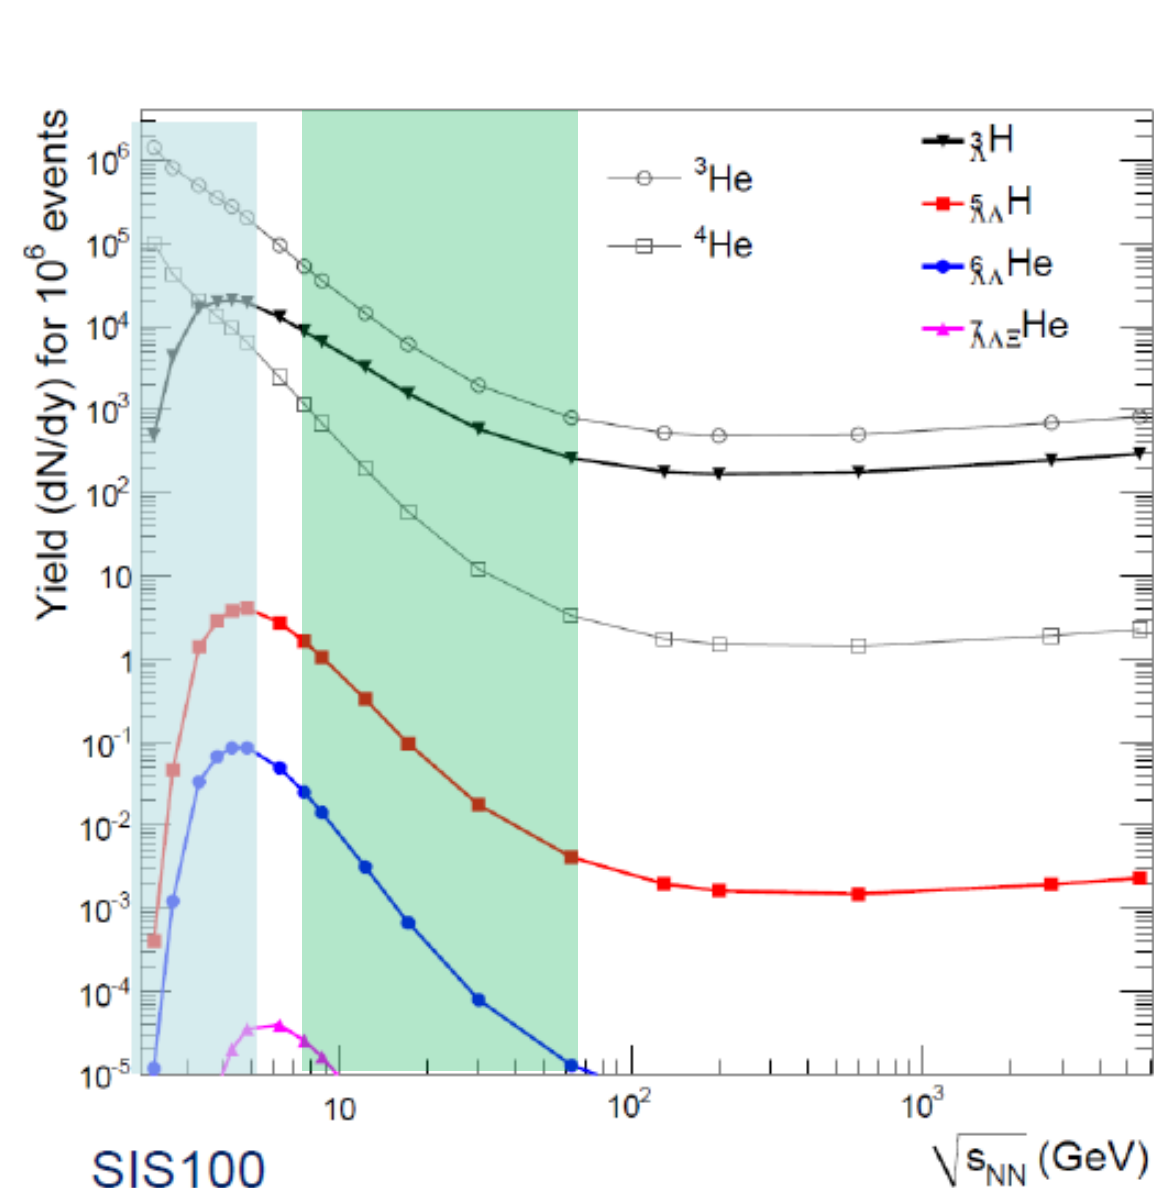 Yield (dN/dy) for 10⁶ events
10⁶
10⁵
10⁴
10³
10²
10
1
10⁻¹
10⁻²
10⁻³
10⁻⁴
10⁻⁵
³He
⁴He
³ΛH
⁵ΛΛH
⁶ΛΛHe
⁷ΛΛΞHe
10
10²
10³
√sNN (GeV)
SIS100